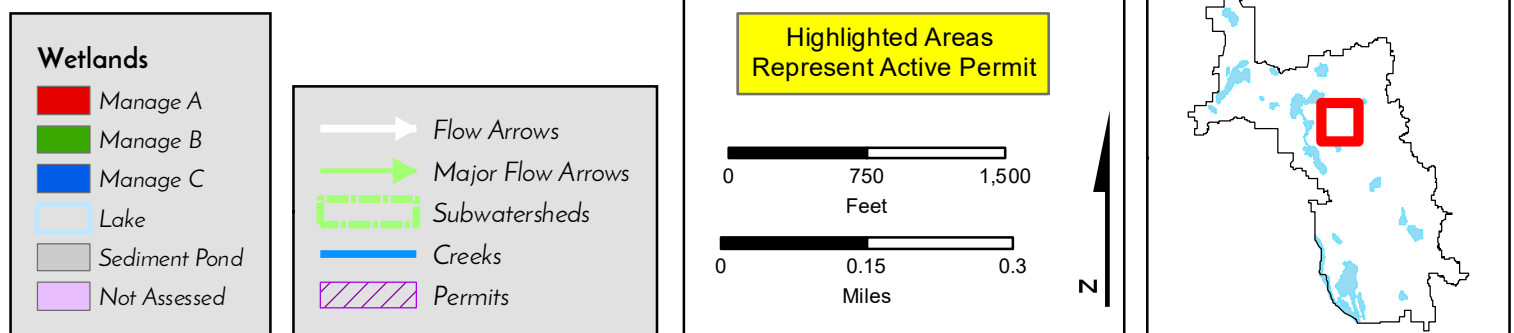 Wetlands
Manage A
Manage B
Manage C
Lake
Sediment Pond
Not Assessed
Flow Arrows
Major Flow Arrows
Subwatersheds
Creeks
Permits
Highlighted Areas
Represent Active Permit
0 750 1,500
Feet
0 0.15 0.3
Miles
N